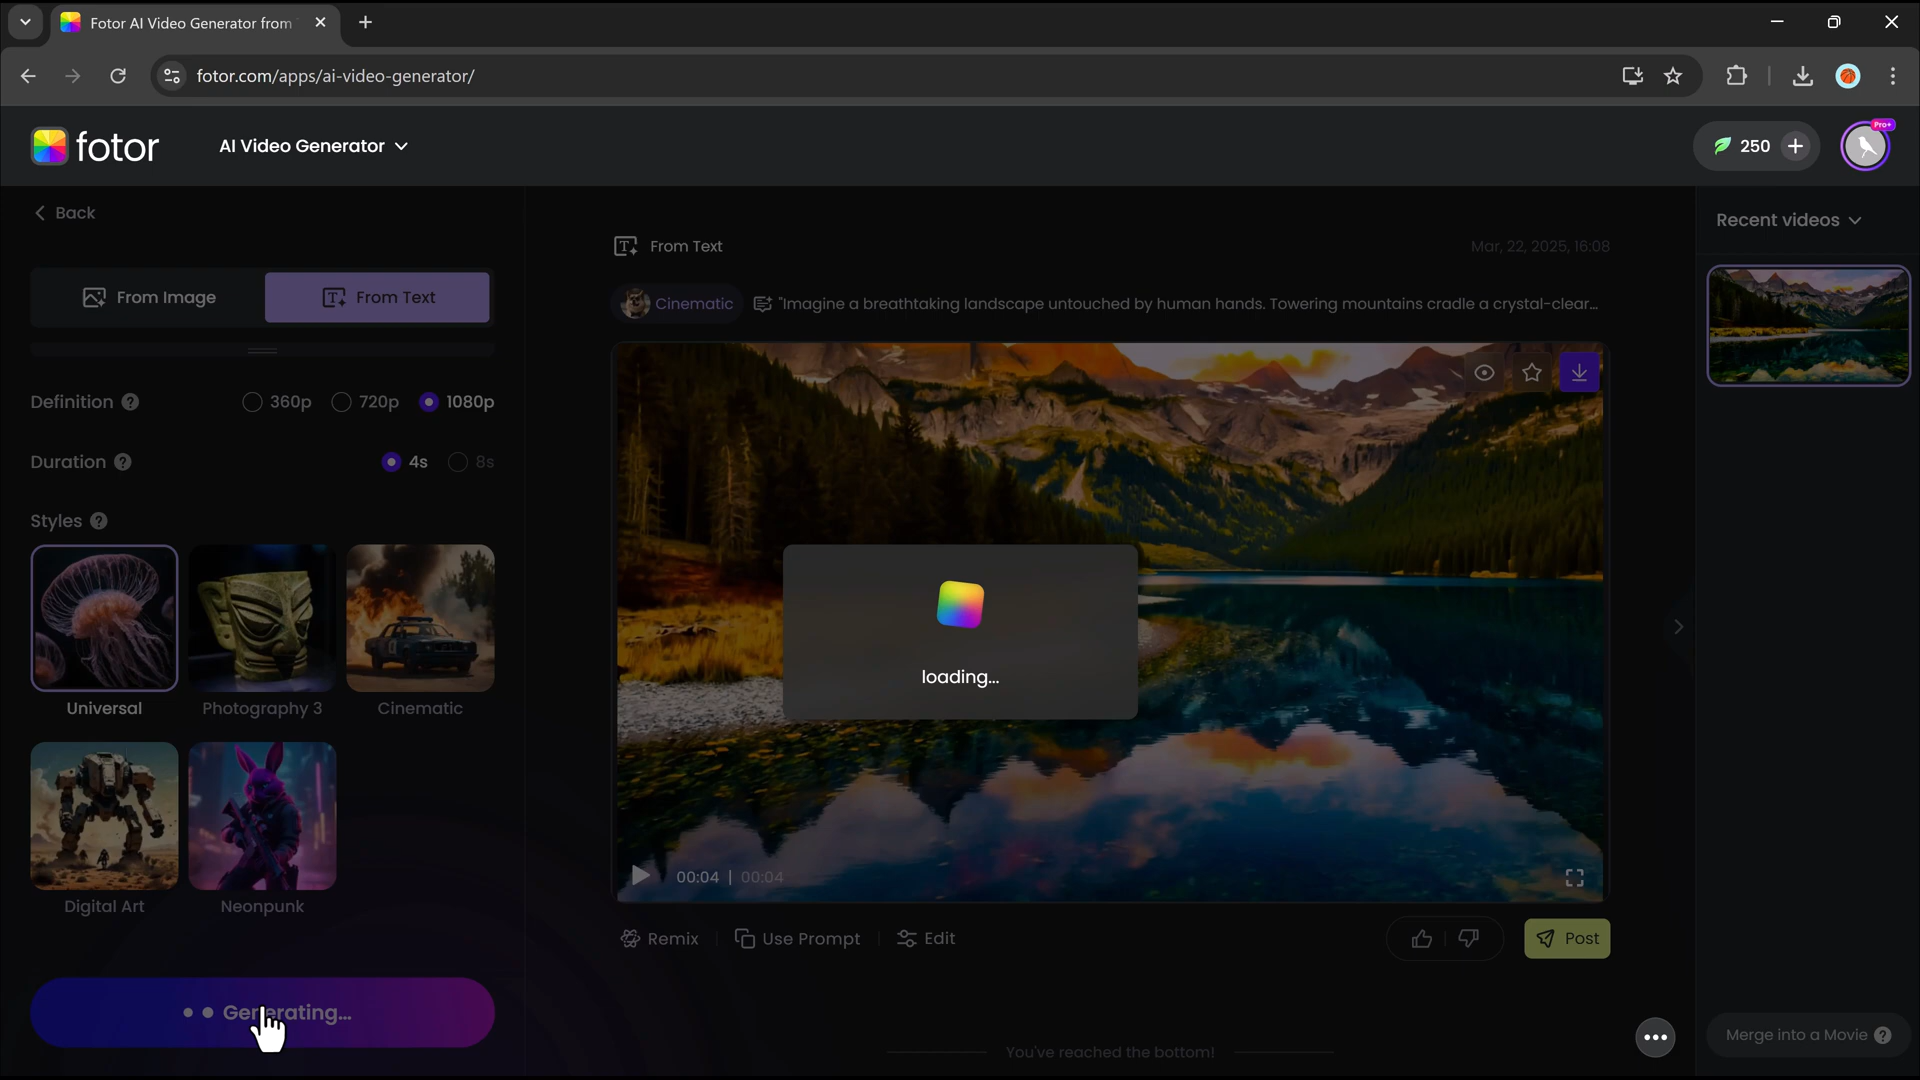 Fotor AI Video Generator from
fotor.com/apps/ai-video-generator/
fotor
AI Video Generator
250
Pro+
Back
From Image
From Text
Definition
360p
720p
1080p
Duration
4s
8s
Styles
Universal
Photography 3
Cinematic
Digital Art
Neonpunk
Generating...
From Text
Mar, 22, 2025, 16:08
Cinematic
"Imagine a breathtaking landscape untouched by human hands. Towering mountains cradle a crystal-clear...
loading...
00:04 | 00:04
Remix
Use Prompt
Edit
Post
You've reached the bottom!
Recent videos
Merge into a Movie